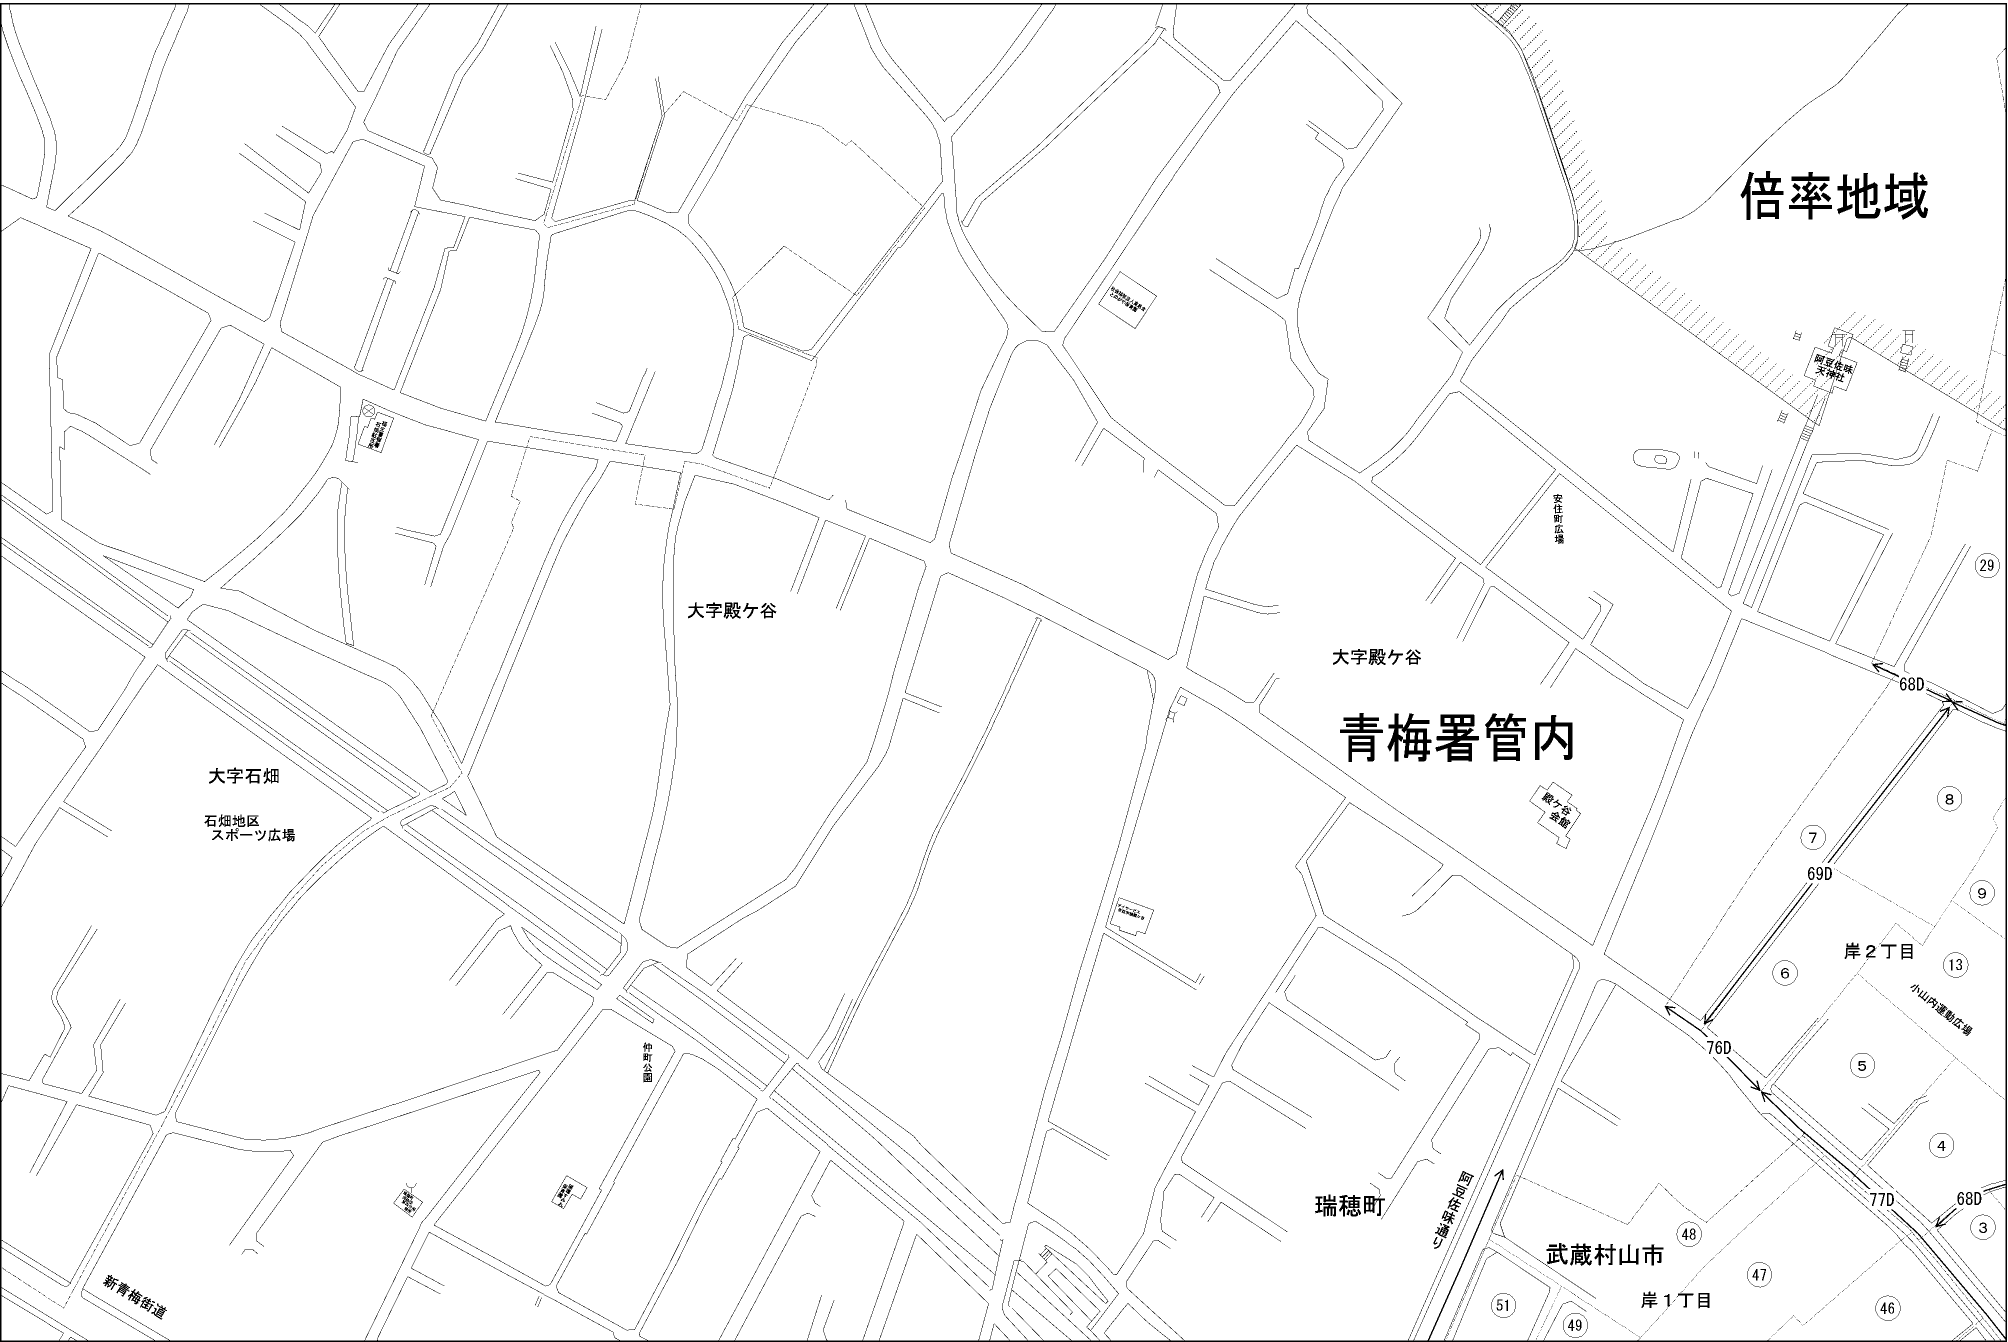 倍率地域
阿豆佐味
天神社
安住町広場
29
大字殿ケ谷
大字殿ケ谷
68D
青梅署管内
大字石畑
石畑地区
スポーツ広場
殿ケ谷
会館
8
7
69D
9
岸2丁目
6
13
小山内運動広場
76D
5
仲町公園
4
77D
68D
3
瑞穂町
阿豆佐味通り
48
武蔵村山市
47
岸1丁目
新青梅街道
51
49
46